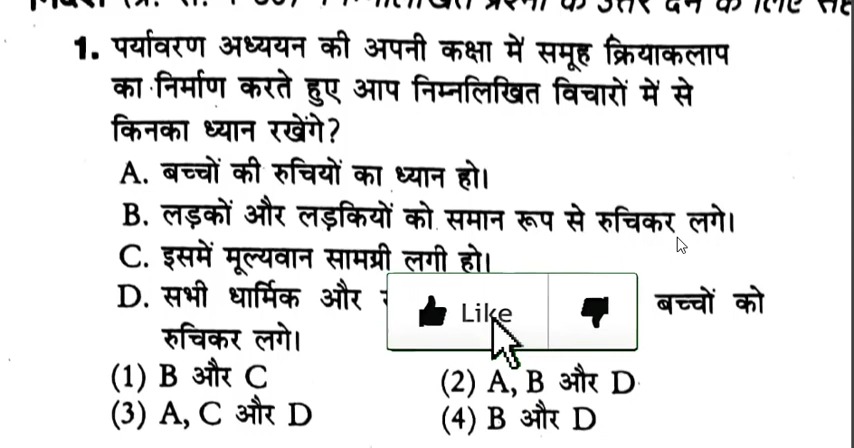 1. पर्यावरण अध्ययन की अपनी कक्षा में समूह क्रियाकलाप
का निर्माण करते हुए आप निम्नलिखित विचारों में से
किनका ध्यान रखेंगे?
A. बच्चों की रुचियों का ध्यान हो।
B. लड़कों और लड़कियों को समान रूप से रुचिकर लगे।
C. इसमें मूल्यवान सामग्री लगी हो।
D. सभी धार्मिक और बच्चों को
Like
रुचिकर लगे।
(1) B और C (2) A, B और D
(3) A, C और D (4) B और D